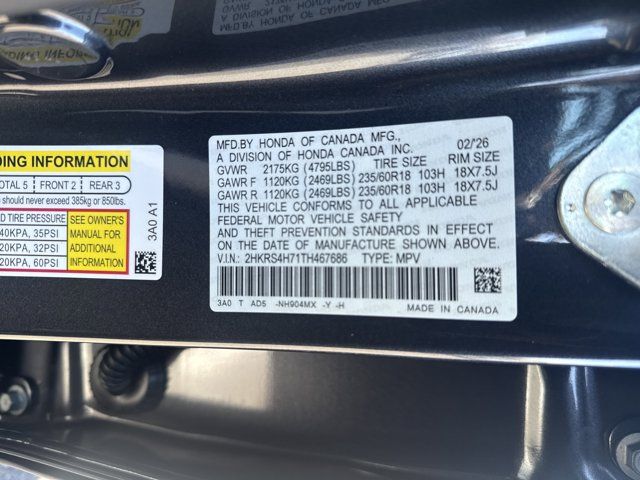 DING INFORMATION
TOTAL 5 FRONT 2 REAR 3
should never exceed 385kg or 850lbs.
TIRE PRESSURE
40KPA, 35PSI
20KPA, 32PSI
20KPA, 60PSI
SEE OWNER'S
MANUAL FOR
ADDITIONAL
INFORMATION
3A0 A1
MFD.BY HONDA OF CANADA MFG., 02/26
A DIVISION OF HONDA CANADA INC.
GVWR 2175KG (4795LBS) TIRE SIZE RIM SIZE
GAWR F 1120KG (2469LBS) 235/60R18 103H 18X7.5J
GAWR R 1120KG (2469LBS) 235/60R18 103H 18X7.5J
THIS VEHICLE CONFORMS TO ALL APPLICABLE
FEDERAL MOTOR VEHICLE SAFETY
AND THEFT PREVENTION STANDARDS IN EFFECT
ON THE DATE OF MANUFACTURE SHOWN ABOVE.
V.I.N.: 2HKRS4H71TH467686 TYPE: MPV
3A0 T AD5 -NH904MX -Y -H
MADE IN CANADA